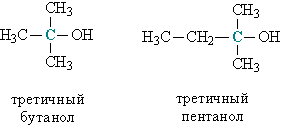 CH₃
H₃C—C—OH
CH₃
третичный
бутанол
CH₃
H₃C—CH₂—C—OH
CH₃
третичный
пентанол